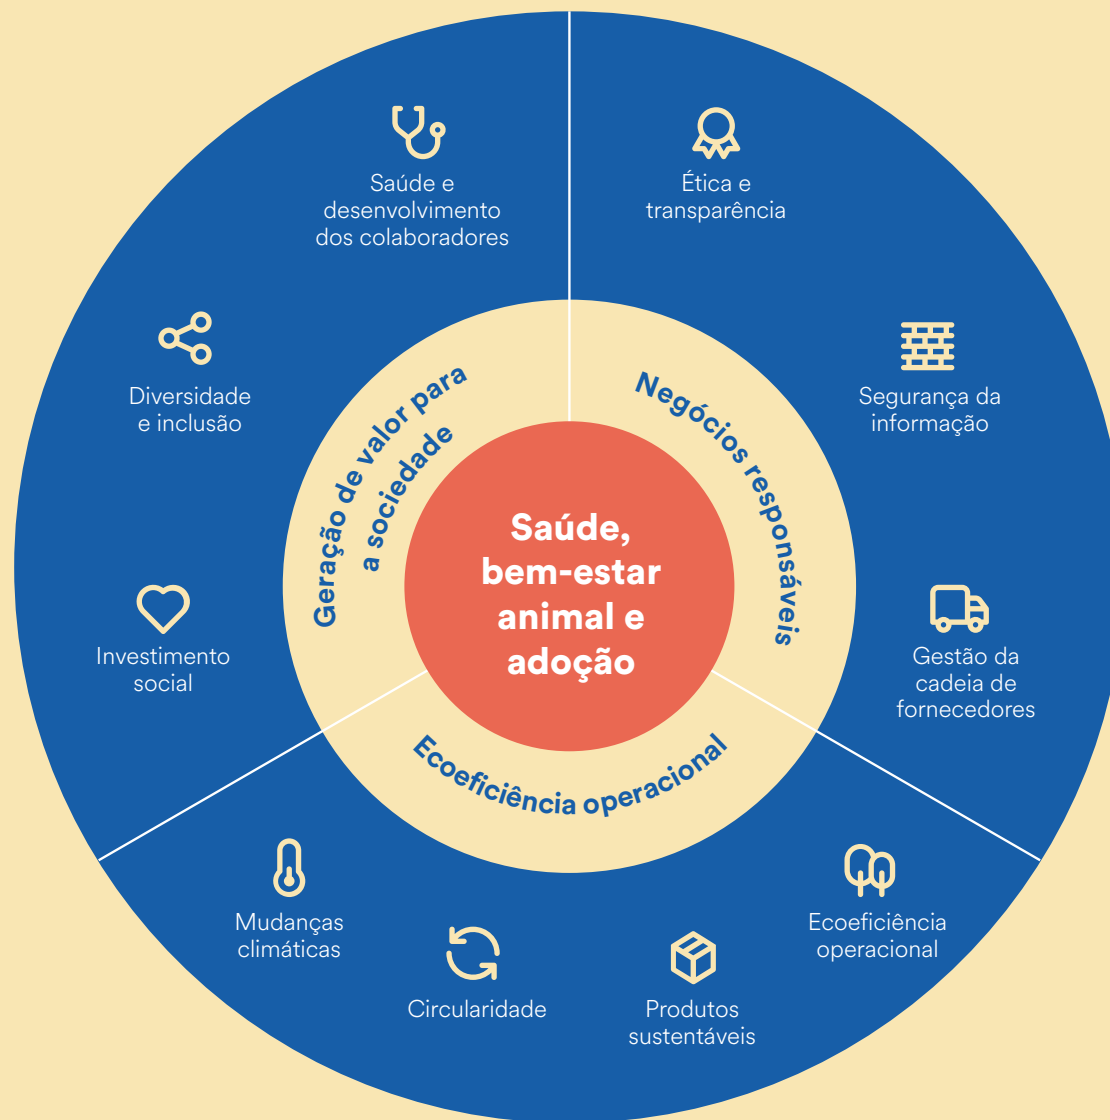 Saúde e
desenvolvimento
dos colaboradores
Ética e
transparência
Diversidade
e inclusão
Segurança da
informação
Geração de valor para
a sociedade
Negócios responsáveis
Saúde,
bem-estar
animal e
adoção
Investimento
social
Gestão da
cadeia de
fornecedores
Ecoeficiência operacional
Mudanças
climáticas
Circularidade
Produtos
sustentáveis
Ecoeficiência
operacional